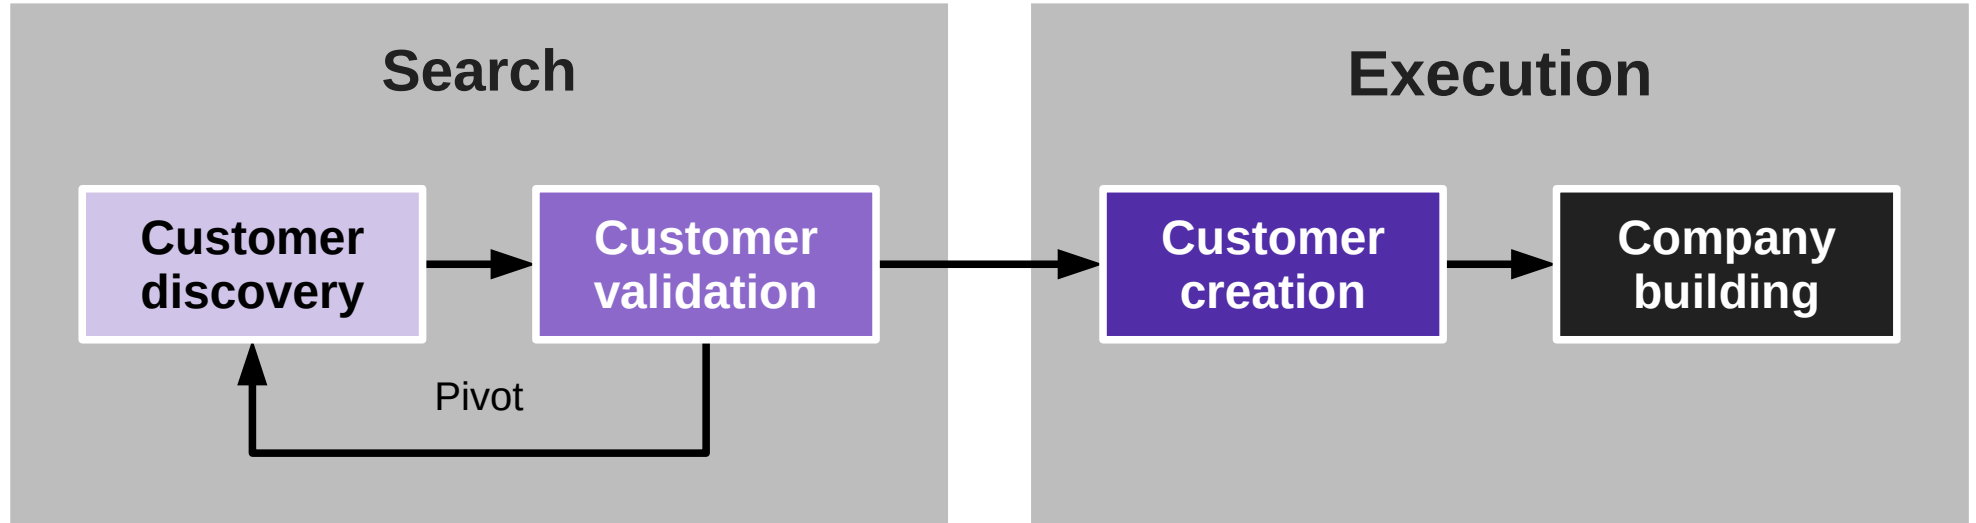 Search
Execution
Customer
discovery
Customer
validation
Customer
creation
Company
building
Pivot